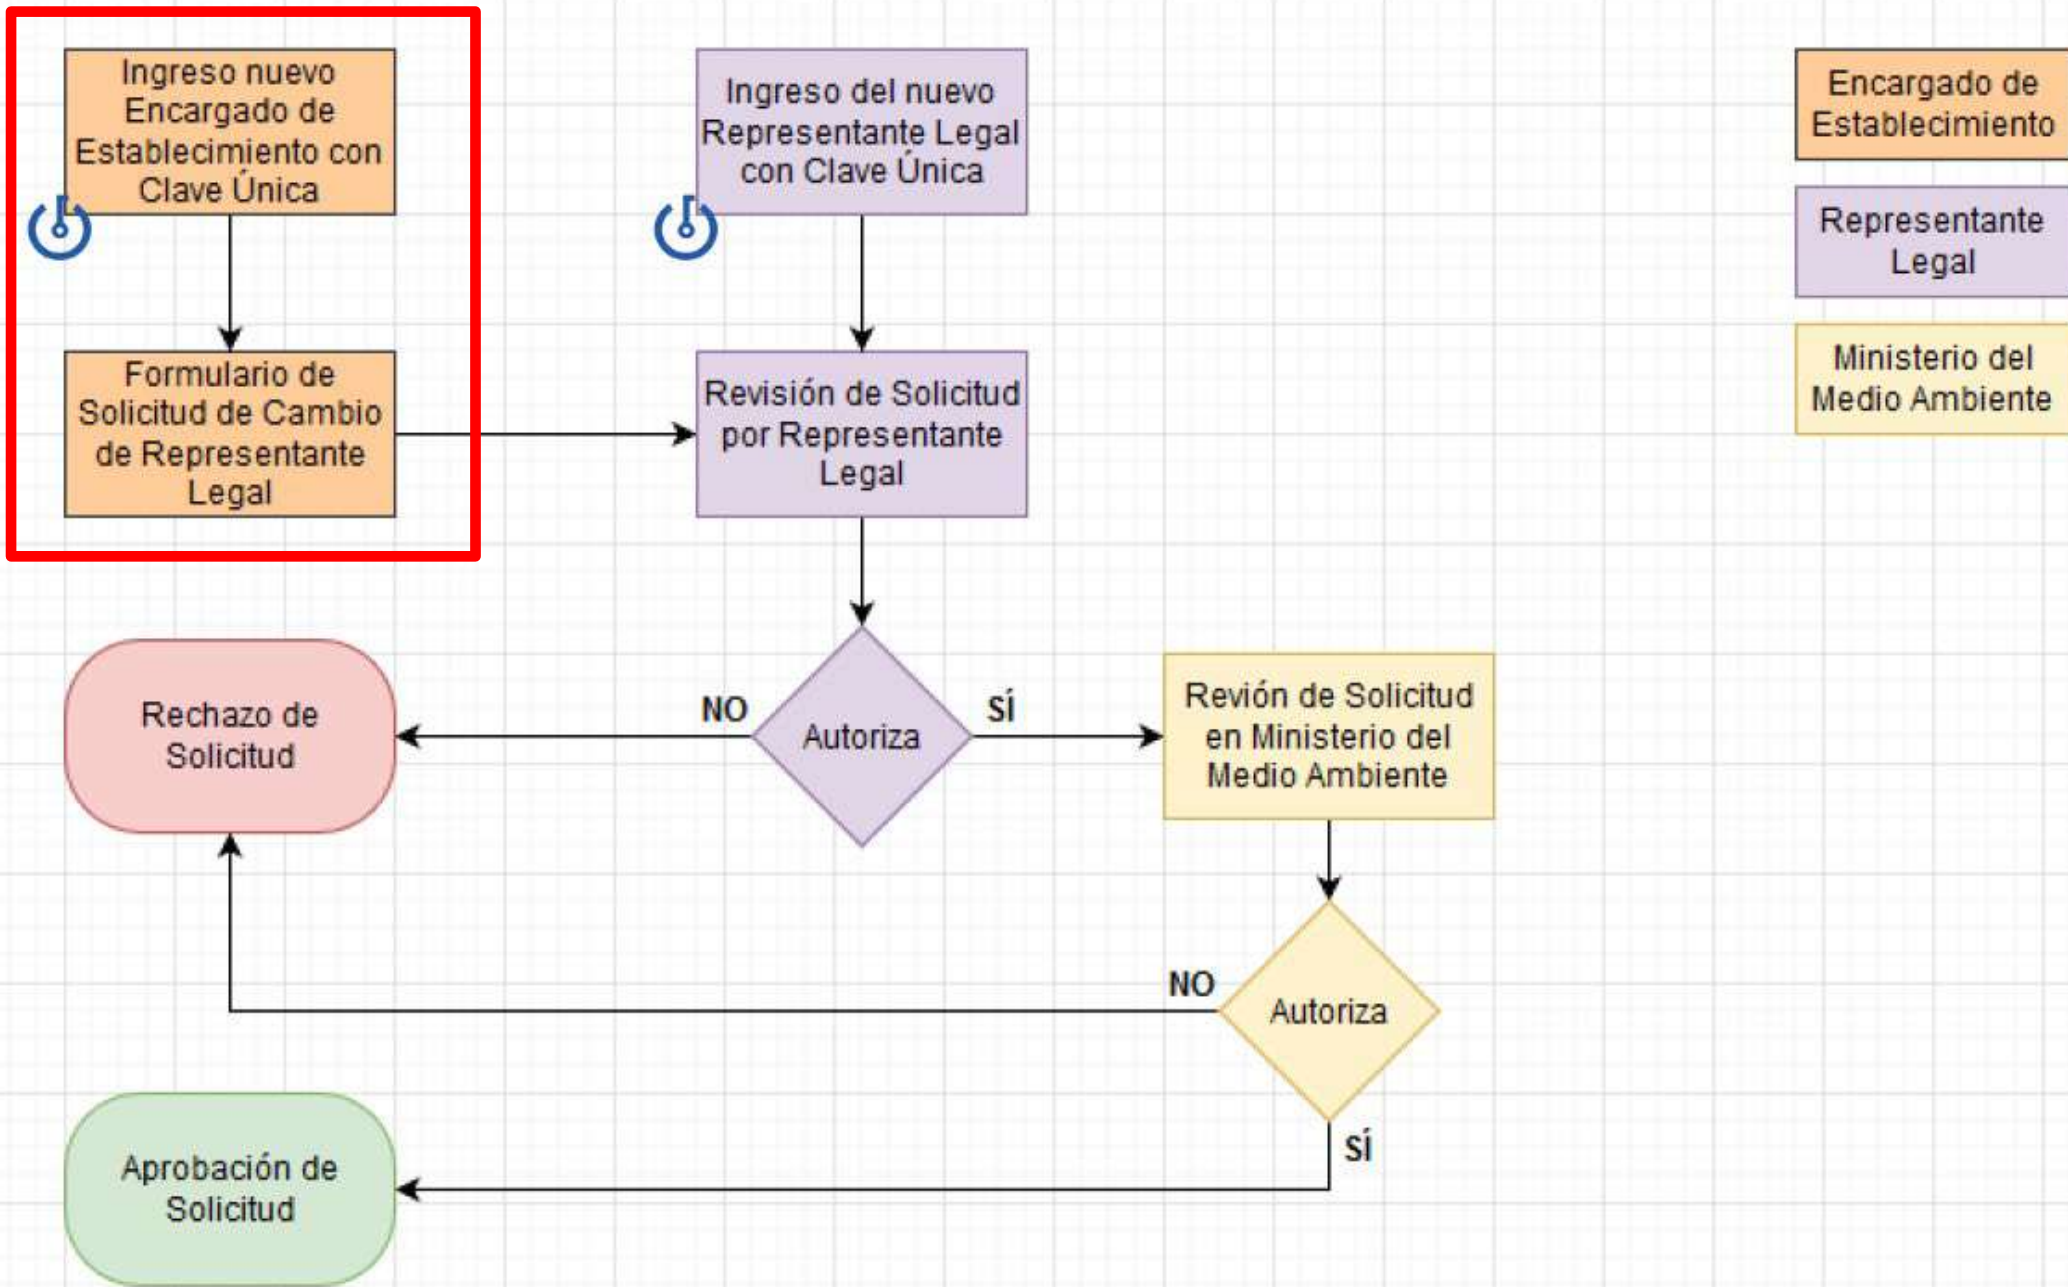 Ingreso nuevo
Encargado de
Establecimiento con
Clave Única
Ingreso del nuevo
Representante Legal
con Clave Única
Encargado de
Establecimiento
Representante
Legal
Ministerio del
Medio Ambiente
Formulario de
Solicitud de Cambio
de Representante
Legal
Revisión de Solicitud
por Representante
Legal
Rechazo de
Solicitud
NO
Autoriza
SÍ
Revión de Solicitud
en Ministerio del
Medio Ambiente
NO
Autoriza
SÍ
Aprobación de
Solicitud